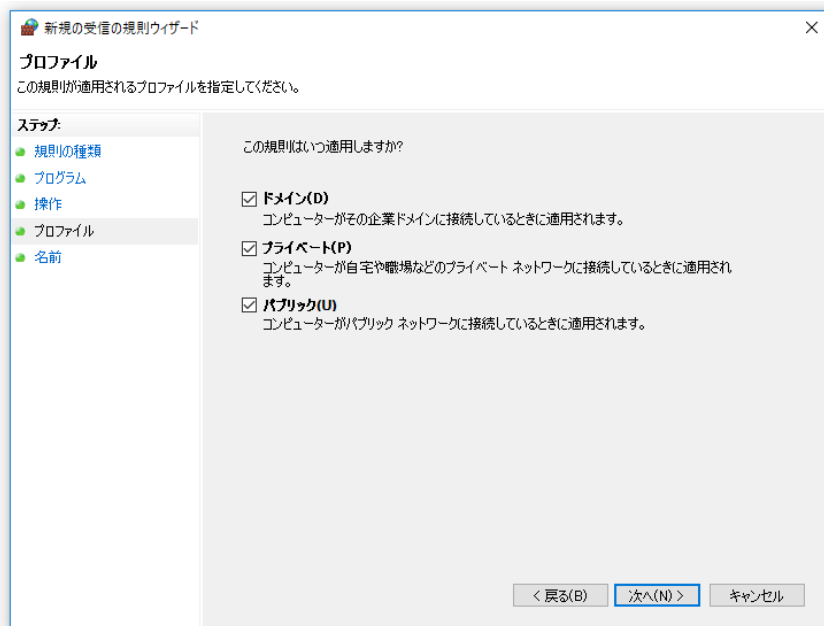 新規の受信の規則ウィザード
プロファイル
この規則が適用されるプロファイルを指定してください。
ステップ:
規則の種類
プログラム
操作
プロファイル
名前
この規則はいつ適用しますか?
ドメイン(D)
コンピューターがその企業ドメインに接続しているときに適用されます。
プライベート(P)
コンピューターが自宅や職場などのプライベート ネットワークに接続しているときに適用され
ます。
パブリック(U)
コンピューターがパブリック ネットワークに接続しているときに適用されます。
< 戻る(B) 次へ(N) > キャンセル